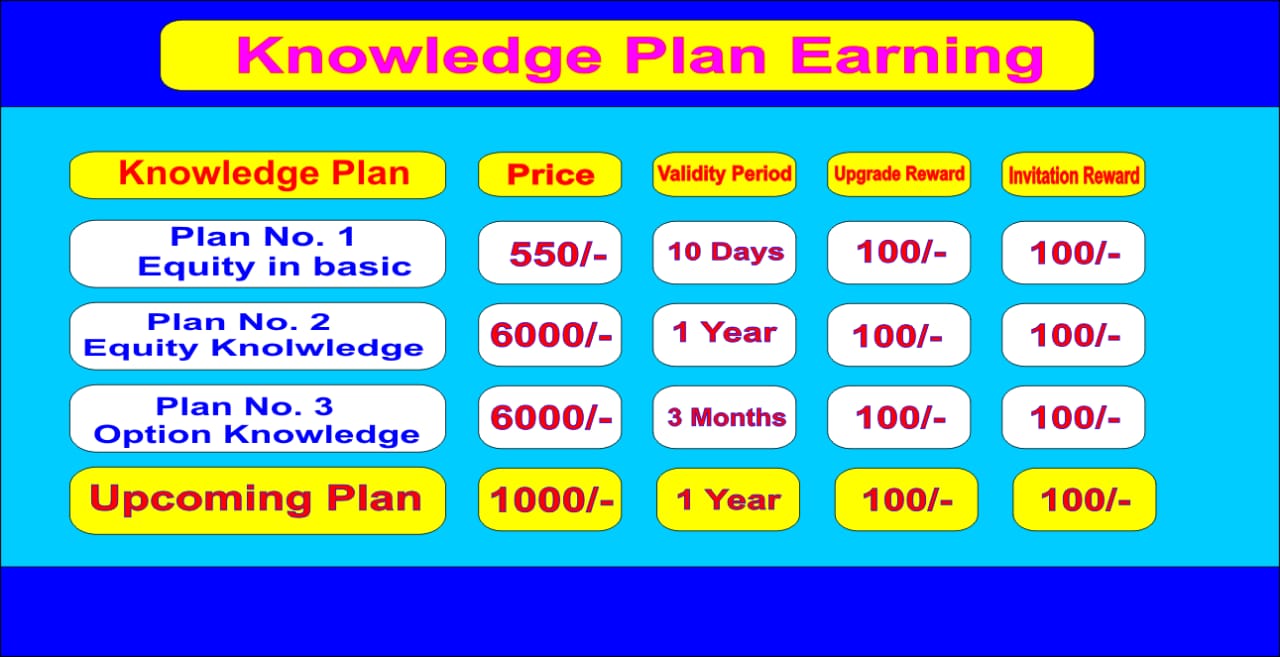 Knowledge Plan Earning
Knowledge Plan Price Validity Period Upgrade Reward Invitation Reward
Plan No. 1
Equity in basic 550/- 10 Days 100/- 100/-
Plan No. 2
Equity Knolwledge 6000/- 1 Year 100/- 100/-
Plan No. 3
Option Knowledge 6000/- 3 Months 100/- 100/-
Upcoming Plan 1000/- 1 Year 100/- 100/-